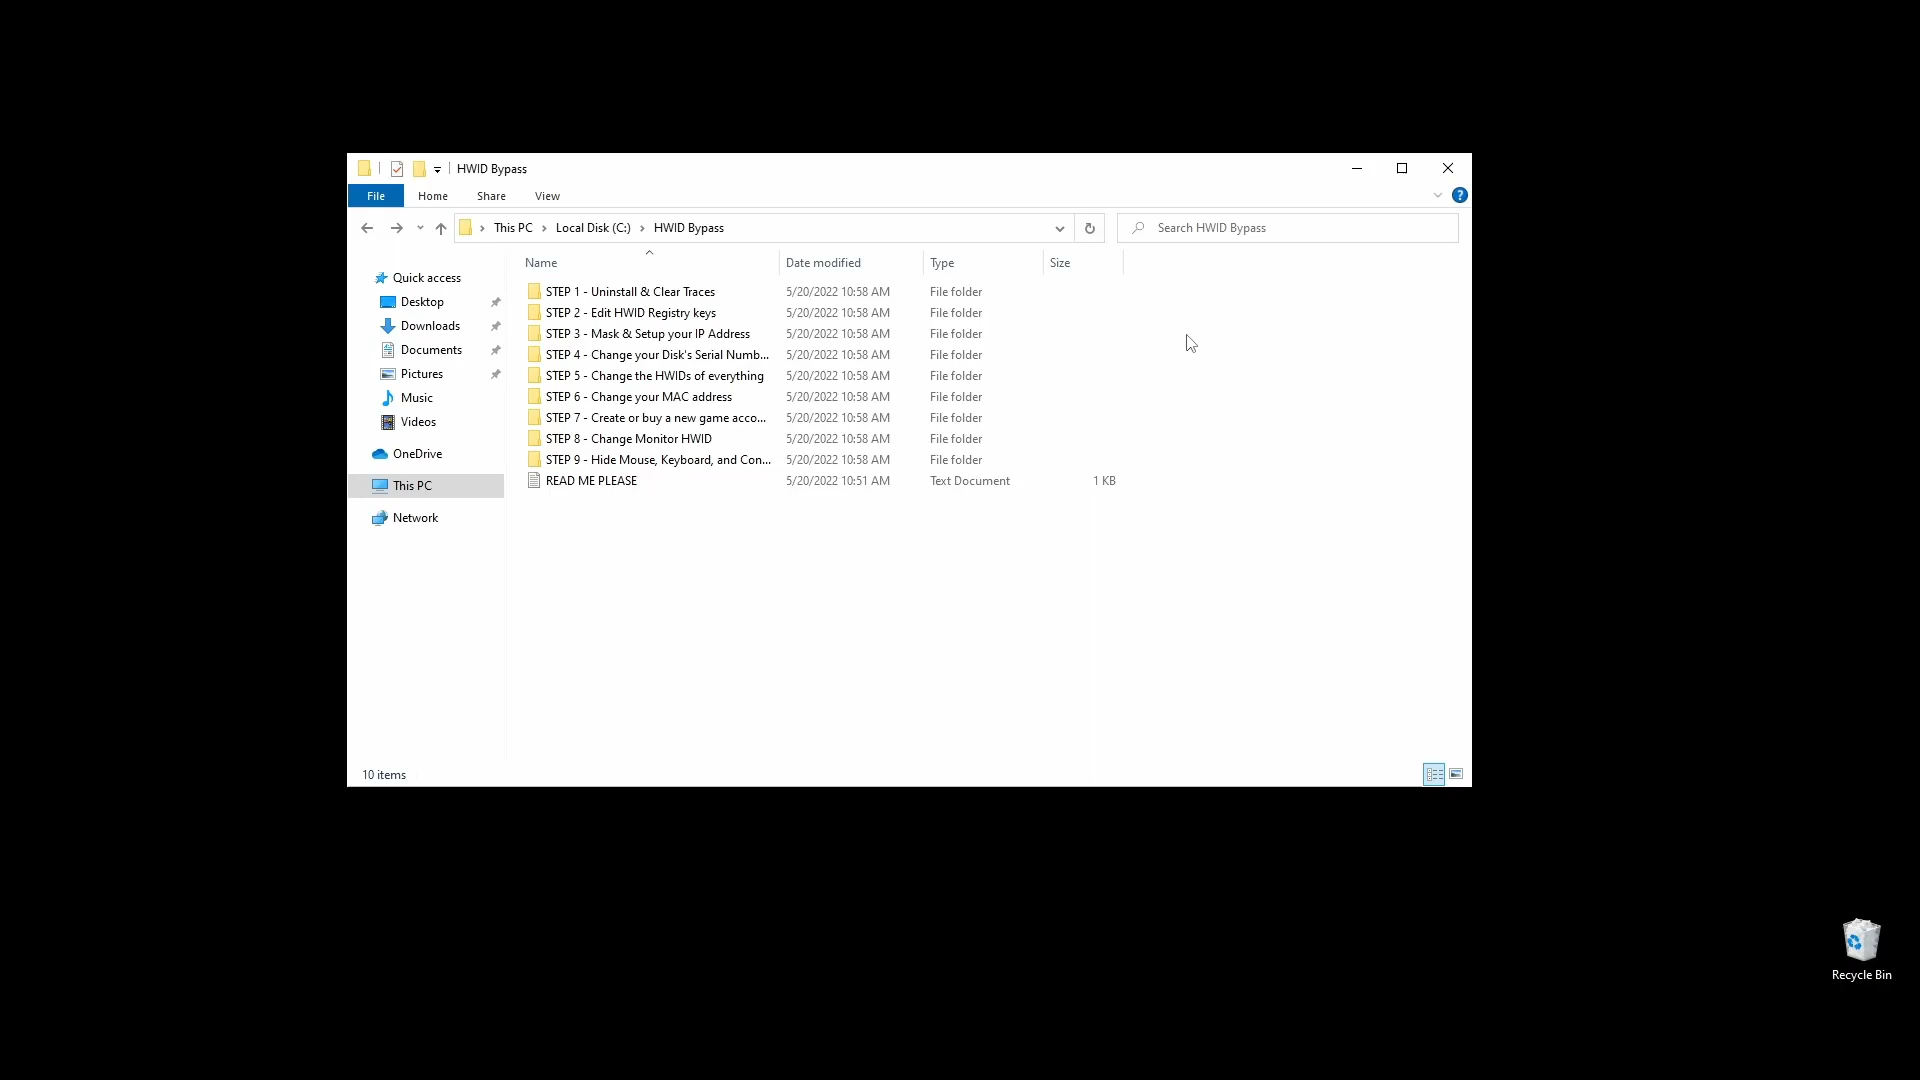 HWID Bypass
File Home Share View
This PC Local Disk (C:) HWID Bypass Search HWID Bypass
Name Date modified Type Size
Quick access
Desktop
Downloads
Documents
Pictures
Music
Videos
OneDrive
This PC
Network
STEP 1 - Uninstall & Clear Traces 5/20/2022 10:58 AM File folder
STEP 2 - Edit HWID Registry keys 5/20/2022 10:58 AM File folder
STEP 3 - Mask & Setup your IP Address 5/20/2022 10:58 AM File folder
STEP 4 - Change your Disk's Serial Numb... 5/20/2022 10:58 AM File folder
STEP 5 - Change the HWIDs of everything 5/20/2022 10:58 AM File folder
STEP 6 - Change your MAC address 5/20/2022 10:58 AM File folder
STEP 7 - Create or buy a new game acco... 5/20/2022 10:58 AM File folder
STEP 8 - Change Monitor HWID 5/20/2022 10:58 AM File folder
STEP 9 - Hide Mouse, Keyboard, and Con... 5/20/2022 10:58 AM File folder
READ ME PLEASE 5/20/2022 10:51 AM Text Document 1 KB
10 items
Recycle Bin